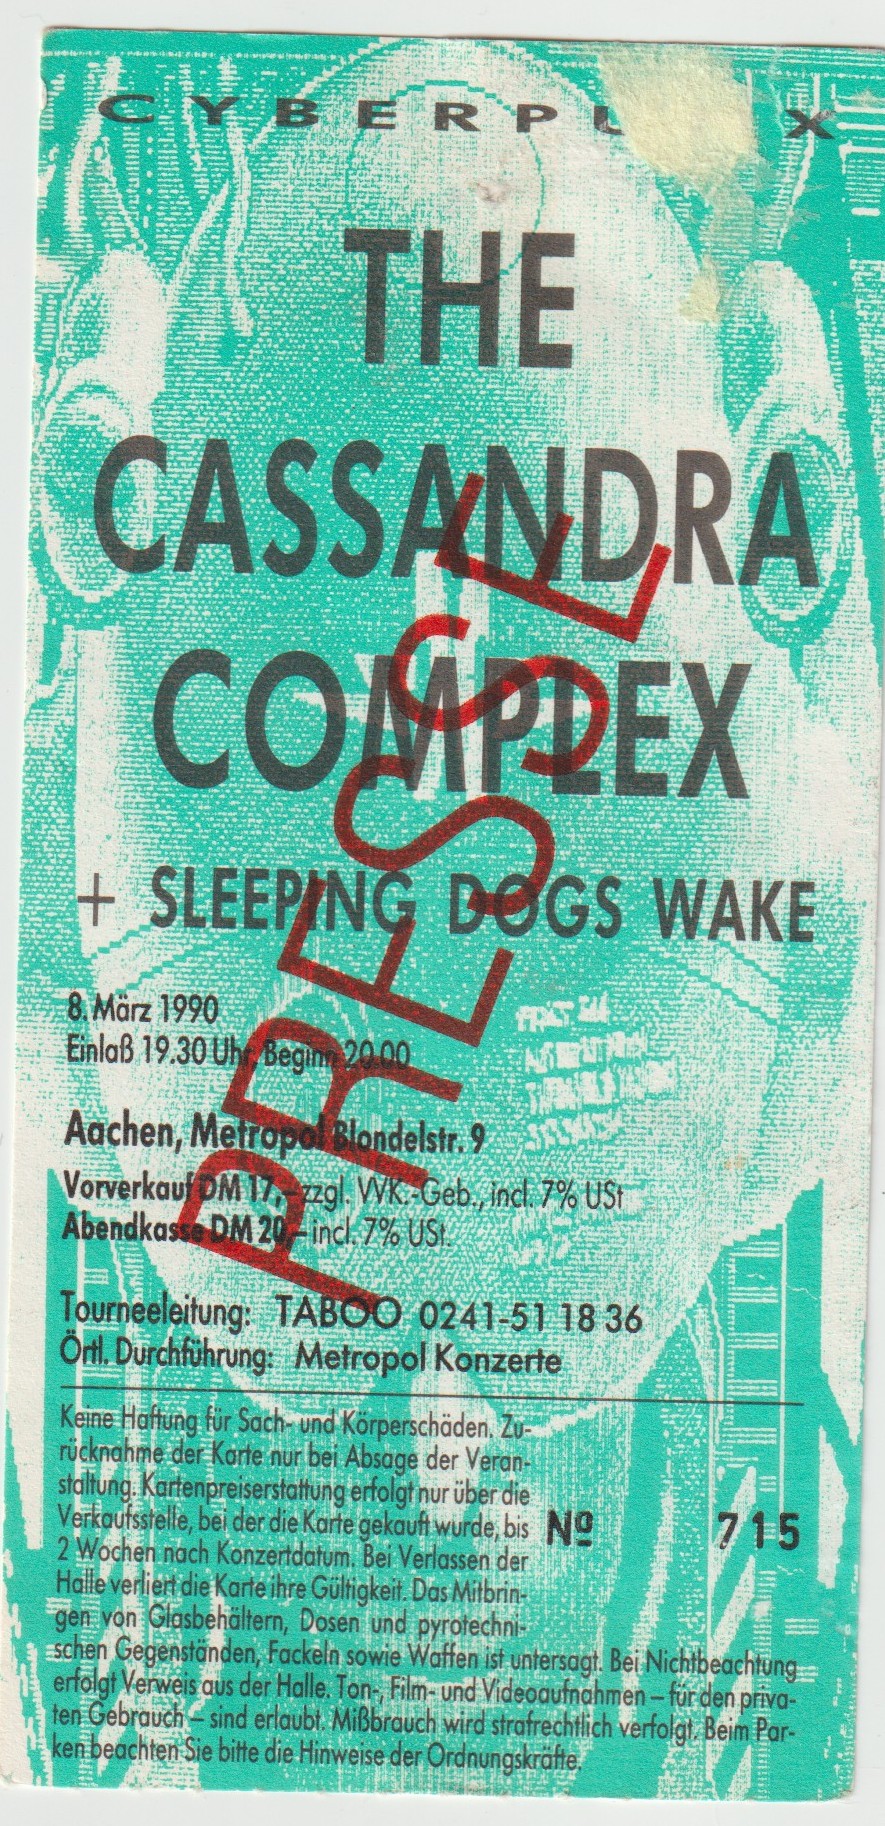 CYBERPU X
THE
CASSANDRA
COMPLEX
+ SLEEPING DOGS WAKE
PRESSE
8. März 1990
Einlaß 19.30 Uhr, Beginn 20.00
Aachen, Metropol Blondelstr. 9
Vorverkauf DM 17,– zzgl. VVK.-Geb., incl. 7% USt
Abendkasse DM 20,– incl. 7% USt.
Tourneeleitung: TABOO 0241-51 18 36
Örtl. Durchführung: Metropol Konzerte
Keine Haftung für Sach- und Körperschäden. Zu-
rücknahme der Karte nur bei Absage der Veran-
staltung. Kartenpreiserstattung erfolgt nur über die
Verkaufsstelle, bei der die Karte gekauft wurde, bis
2 Wochen nach Konzertdatum. Bei Verlassen der
Halle verliert die Karte ihre Gültigkeit. Das Mitbrin-
gen von Glasbehältern, Dosen und pyrotechni-
schen Gegenständen, Fackeln sowie Waffen ist untersagt. Bei Nichtbeachtung
erfolgt Verweis aus der Halle. Ton-, Film- und Videoaufnahmen – für den priva-
ten Gebrauch – sind erlaubt. Mißbrauch wird strafrechtlich verfolgt. Beim Par-
ken beachten Sie bitte die Hinweise der Ordnungskräfte.
Nº 715